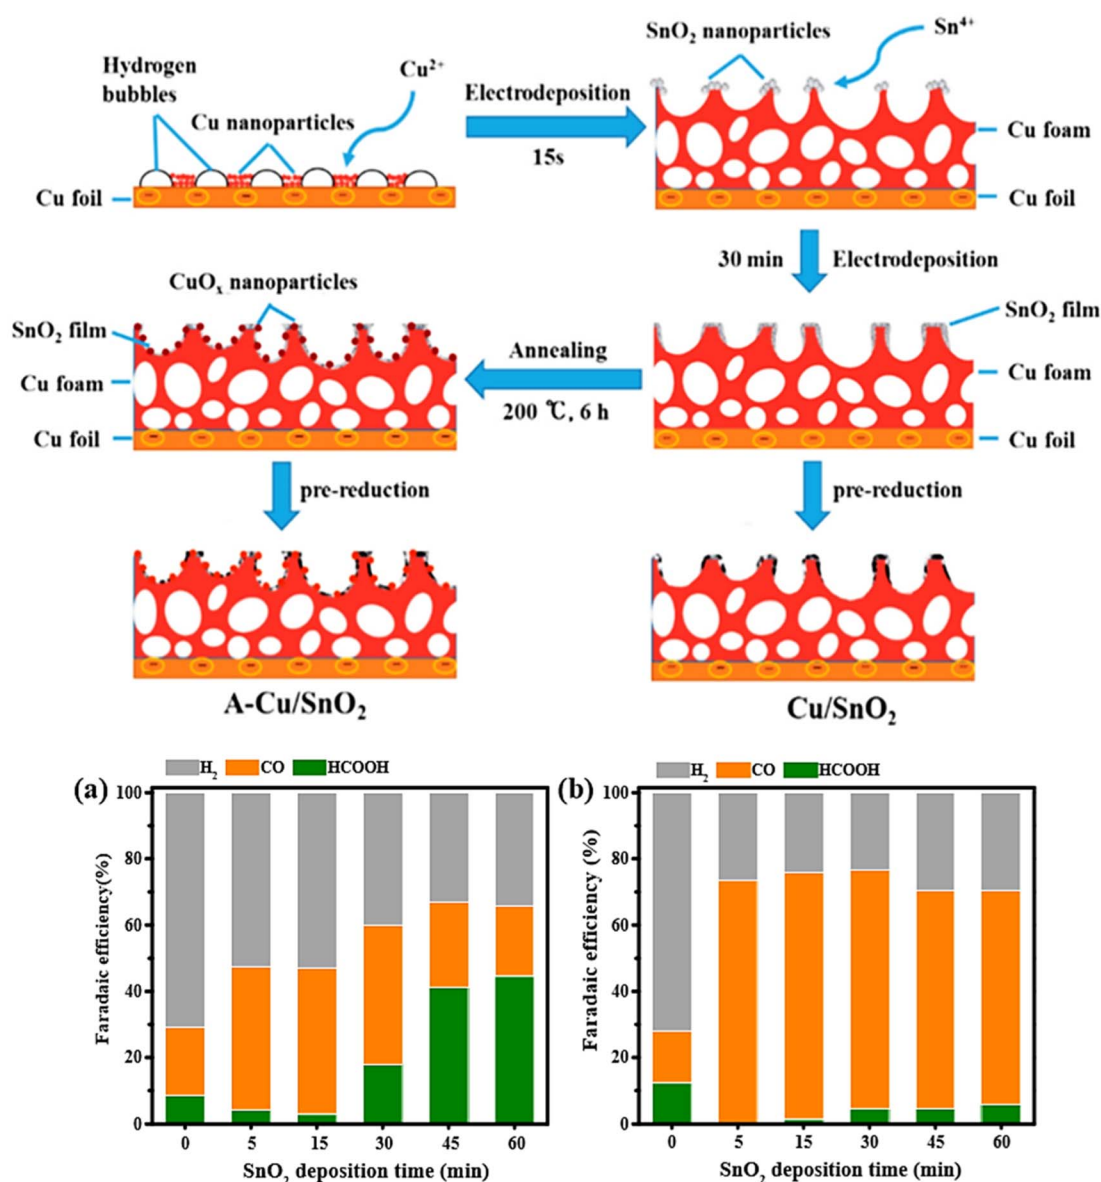 Hydrogen
bubbles
Cu²⁺
Cu nanoparticles
Cu foil
Electrodeposition
15s
SnO₂ nanoparticles
Sn⁴⁺
Cu foam
Cu foil
30 min
Electrodeposition
CuOₓ nanoparticles
SnO₂ film
Cu foam
Cu foil
Annealing
200 ℃, 6 h
SnO₂ film
Cu foam
Cu foil
pre-reduction
pre-reduction
A-Cu/SnO₂
Cu/SnO₂
(a)
H₂ CO HCOOH
Faradaic efficiency(%)
100
80
60
40
20
0
0 5 15 30 45 60
SnO₂ deposition time (min)
(b)
H₂ CO HCOOH
Faradaic efficiency (%)
100
80
60
40
20
0
0 5 15 30 45 60
SnO₂ deposition time (min)